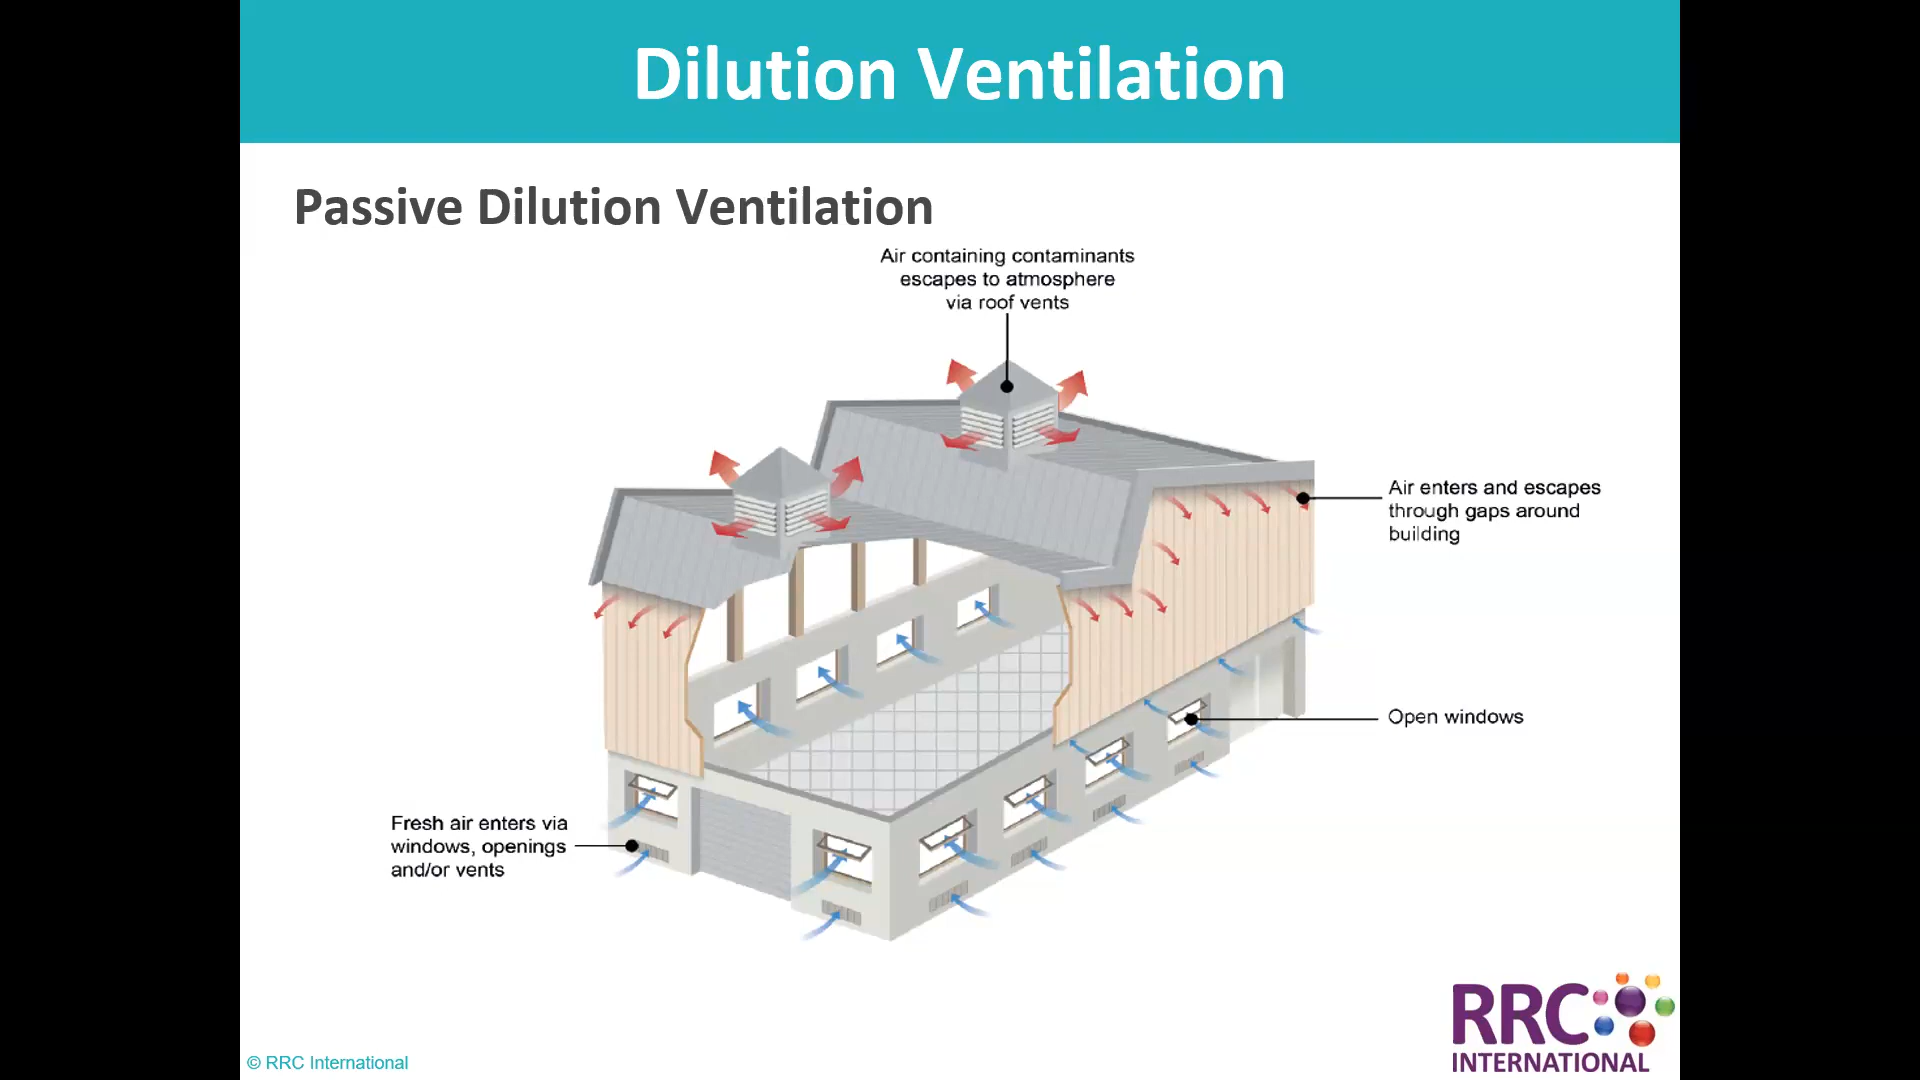 Dilution Ventilation
Passive Dilution Ventilation
Air containing contaminants
escapes to atmosphere
via roof vents
Air enters and escapes
through gaps around
building
Open windows
Fresh air enters via
windows, openings
and/or vents
RRC
INTERNATIONAL
© RRC International